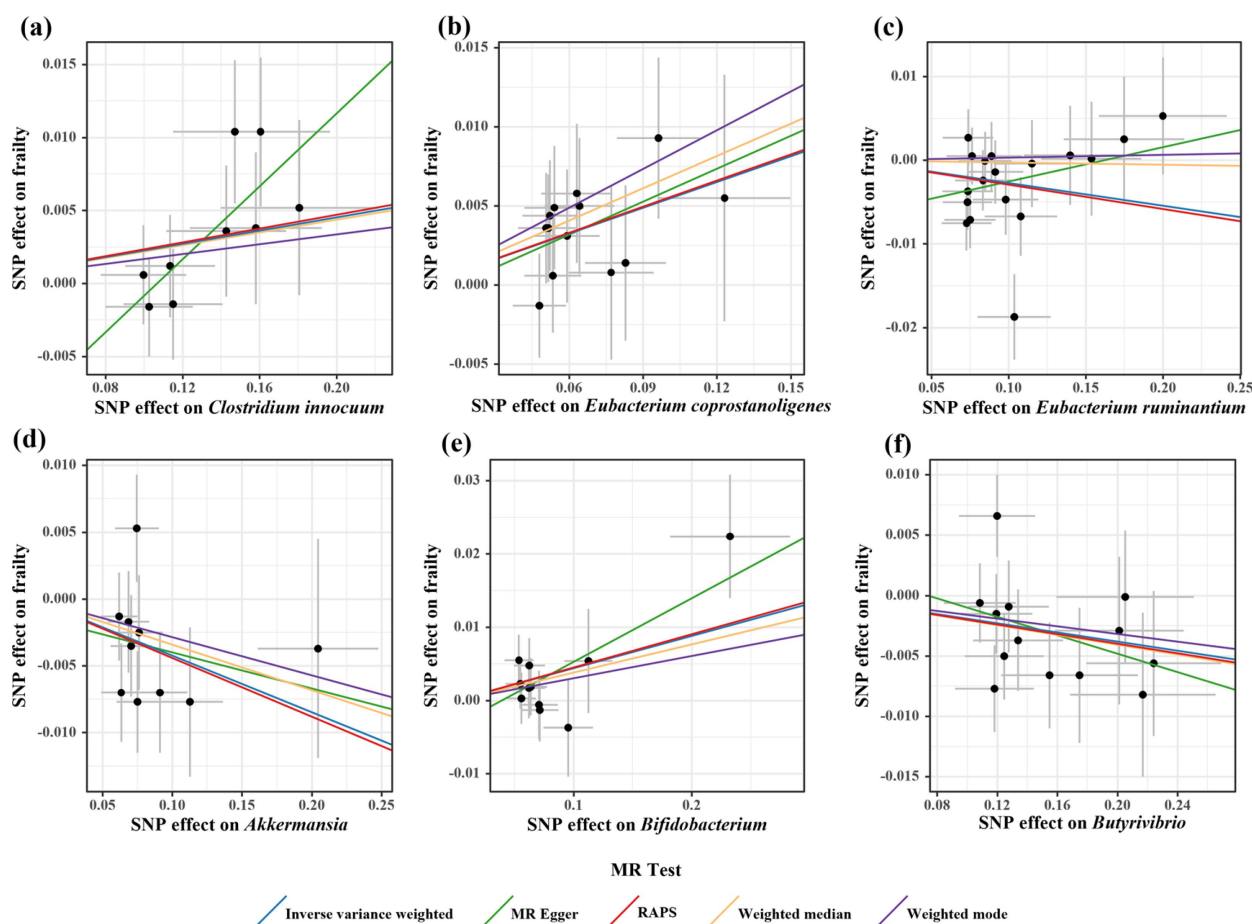 (a)
SNP effect on frailty
0.015
0.010
0.005
0.000
-0.005
0.08
0.12
0.16
0.20
SNP effect on Clostridium innocuum
(b)
SNP effect on frailty
0.015
0.010
0.005
0.000
-0.005
0.06
0.09
0.12
0.15
SNP effect on Eubacterium coprostanoligenes
(c)
SNP effect on frailty
0.01
0.00
-0.01
-0.02
0.05
0.10
0.15
0.20
0.25
SNP effect on Eubacterium ruminantium
(d)
SNP effect on frailty
0.010
0.005
0.000
-0.005
-0.010
0.05
0.10
0.15
0.20
0.25
SNP effect on Akkermansia
(e)
SNP effect on frailty
0.03
0.02
0.01
0.00
-0.01
0.1
0.2
SNP effect on Bifidobacterium
(f)
SNP effect on frailty
0.010
0.005
0.000
-0.005
-0.010
-0.015
0.08
0.12
0.16
0.20
0.24
SNP effect on Butyrivibrio
MR Test
Inverse variance weighted
MR Egger
RAPS
Weighted median
Weighted mode